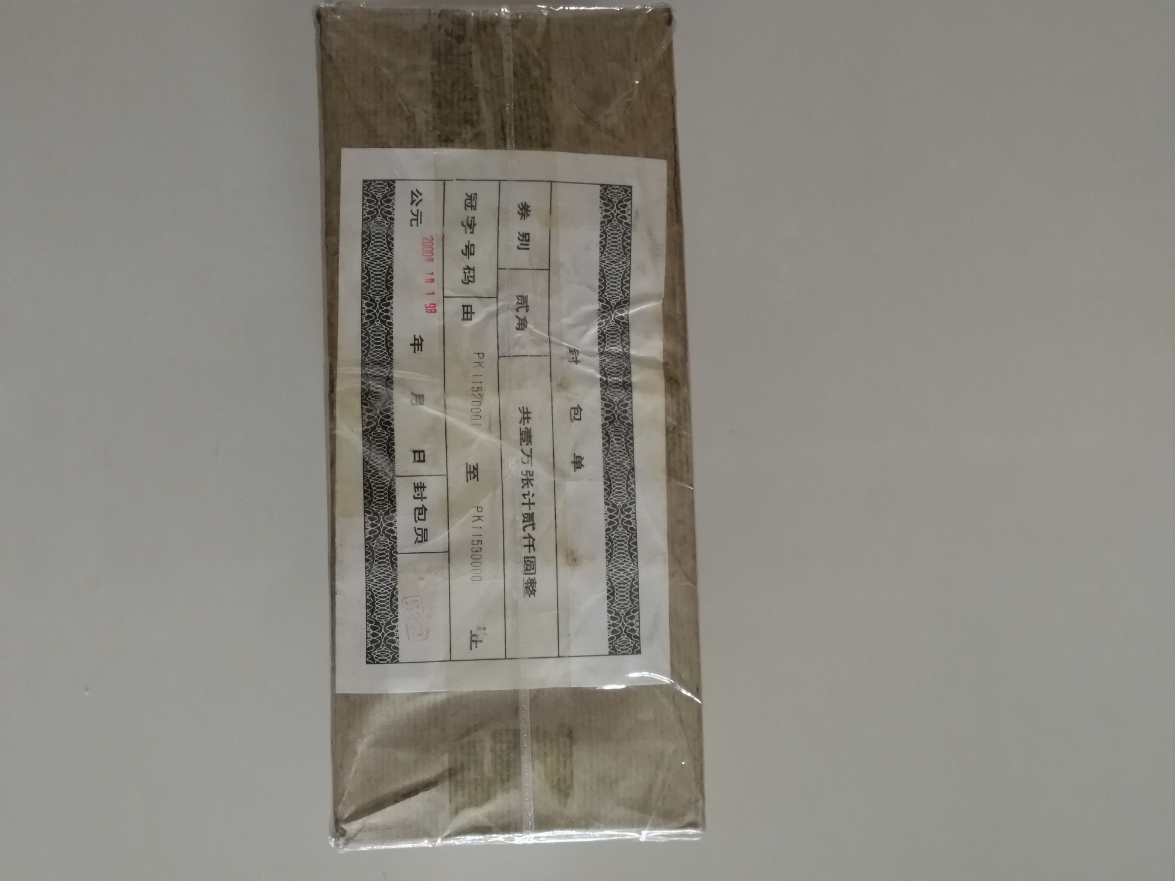 封包单
券别 贰角 共壹万张计贰仟圆整
冠字号码 由 PK11520001 至 PK11530000 止
公元 年 月 日 封包员